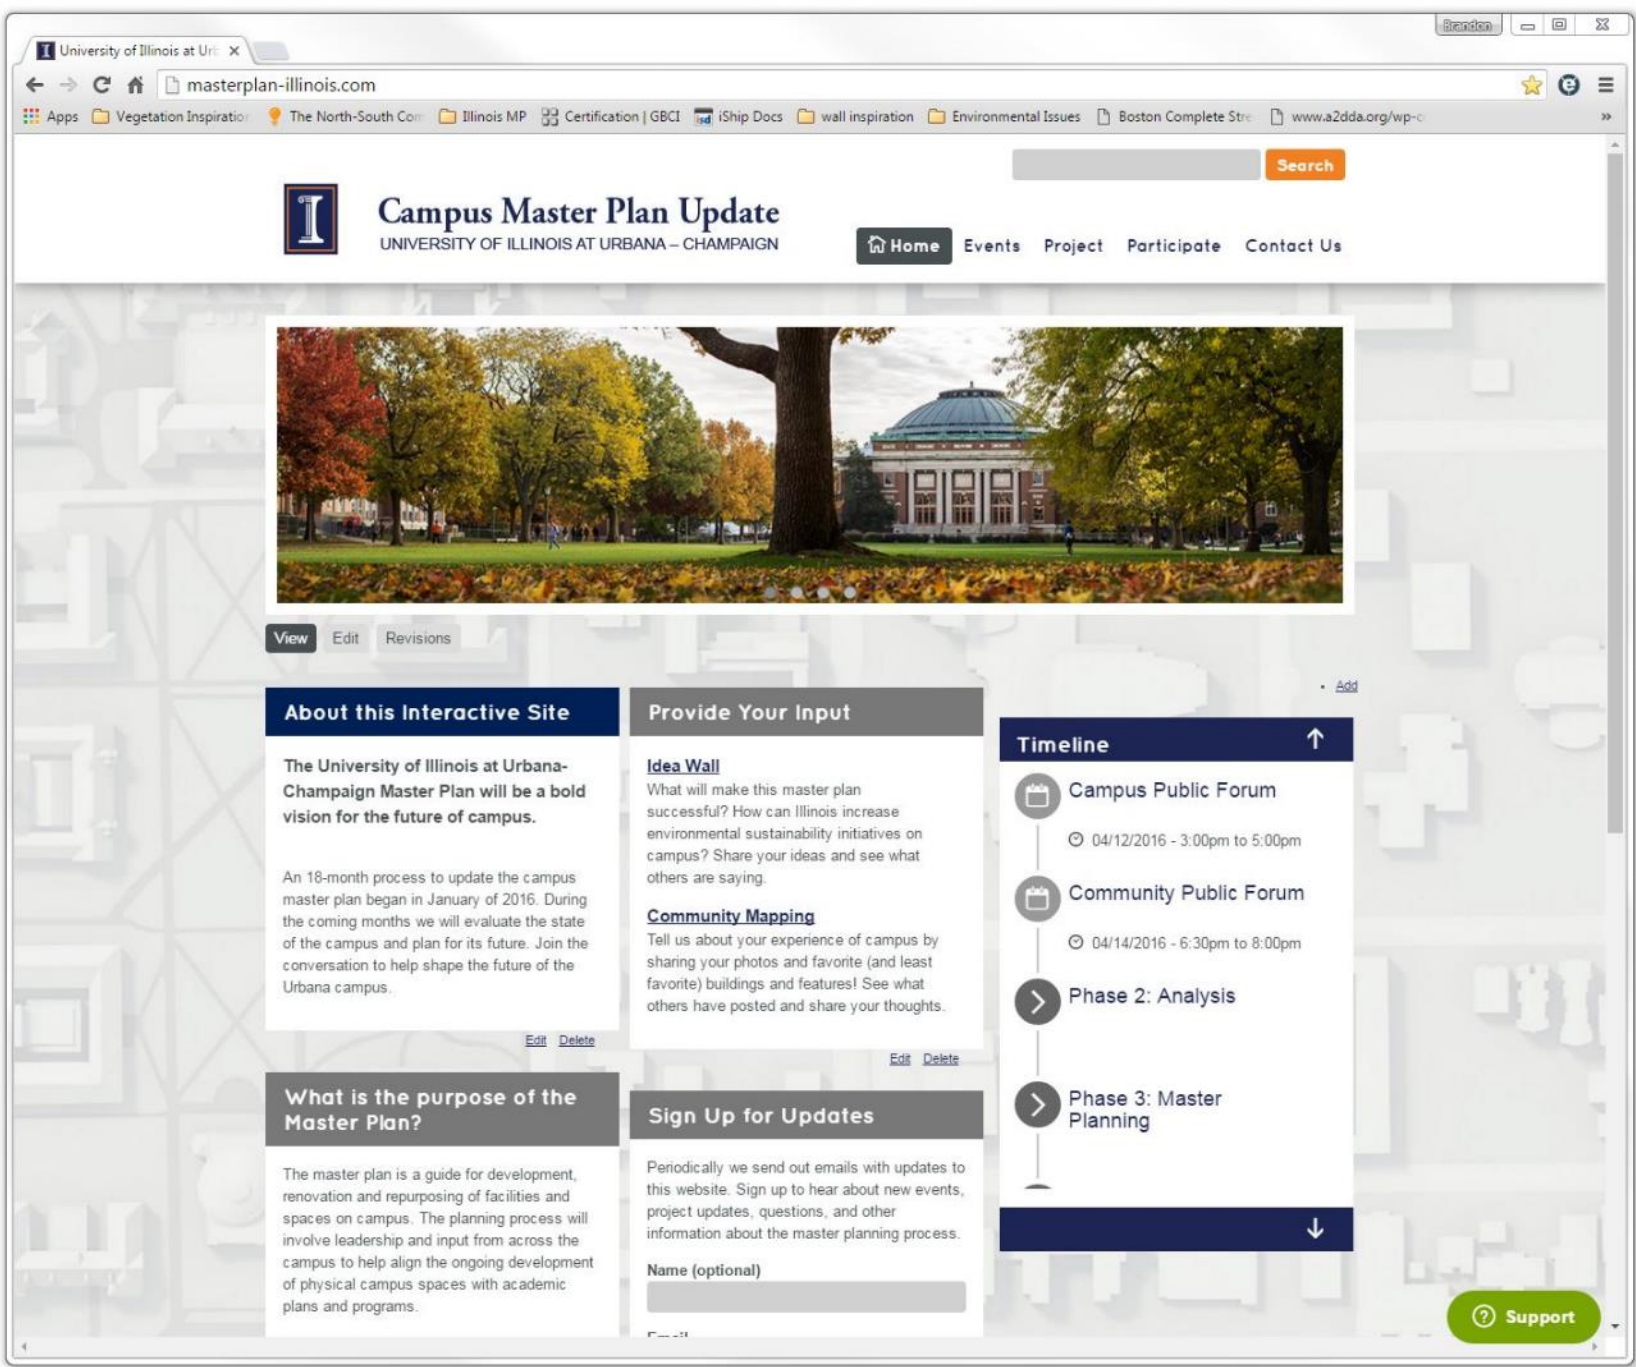 Brandon
University of Illinois at Urb
masterplan-illinois.com
Apps Vegetation Inspiration The North-South Com Illinois MP Certification | GBCI iShip Docs wall inspiration Environmental Issues Boston Complete Stre www.a2dda.org/wp-c
Search
Campus Master Plan Update
UNIVERSITY OF ILLINOIS AT URBANA – CHAMPAIGN
Home Events Project Participate Contact Us
View Edit Revisions
About this Interactive Site
The University of Illinois at Urbana-
Champaign Master Plan will be a bold
vision for the future of campus.
An 18-month process to update the campus
master plan began in January of 2016. During
the coming months we will evaluate the state
of the campus and plan for its future. Join the
conversation to help shape the future of the
Urbana campus.
Edit Delete
What is the purpose of the
Master Plan?
The master plan is a guide for development,
renovation and repurposing of facilities and
spaces on campus. The planning process will
involve leadership and input from across the
campus to help align the ongoing development
of physical campus spaces with academic
plans and programs.
Provide Your Input
Idea Wall
What will make this master plan
successful? How can Illinois increase
environmental sustainability initiatives on
campus? Share your ideas and see what
others are saying.
Community Mapping
Tell us about your experience of campus by
sharing your photos and favorite (and least
favorite) buildings and features! See what
others have posted and share your thoughts.
Edit Delete
Sign Up for Updates
Periodically we send out emails with updates to
this website. Sign up to hear about new events,
project updates, questions, and other
information about the master planning process.
Name (optional)
Email
Add
Timeline
Campus Public Forum
04/12/2016 - 3:00pm to 5:00pm
Community Public Forum
04/14/2016 - 6:30pm to 8:00pm
Phase 2: Analysis
Phase 3: Master
Planning
Support